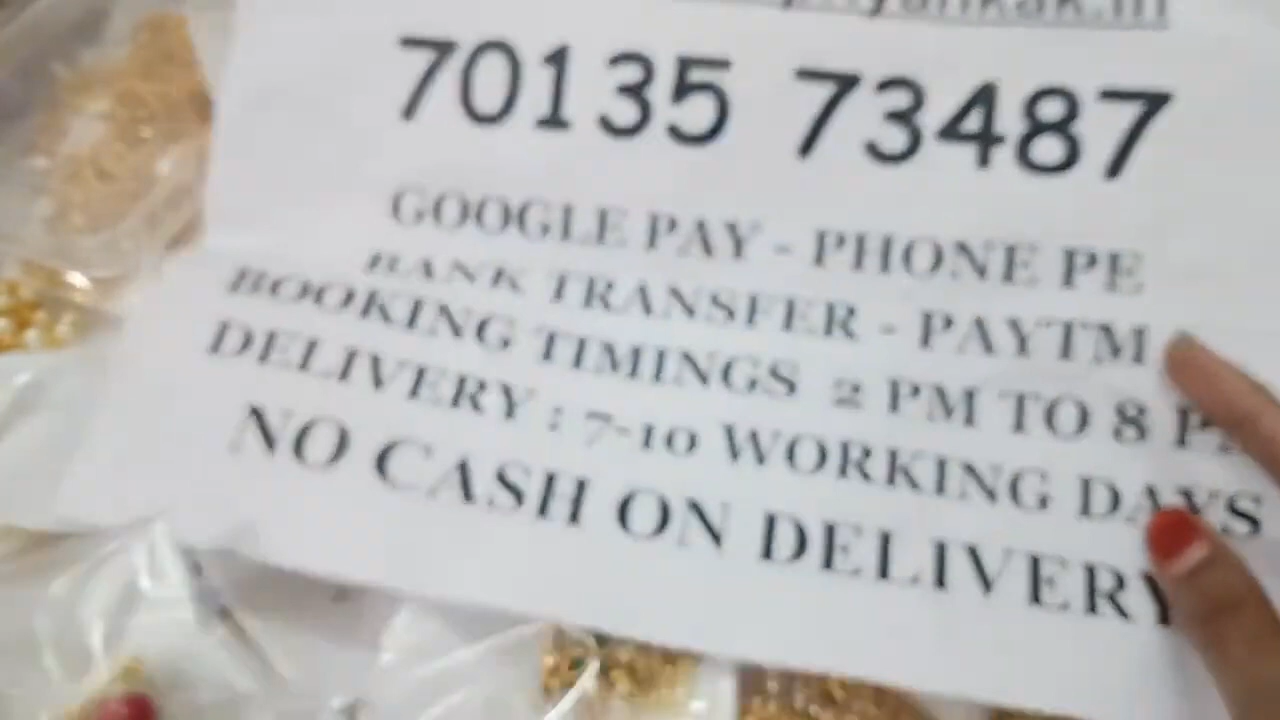 70135 73487
GOOGLE PAY - PHONE PE
BANK TRANSFER - PAYTM
BOOKING TIMINGS 2 PM TO 8
DELIVERY : 7-10 WORKING DAYS
NO CASH ON DELIVERY